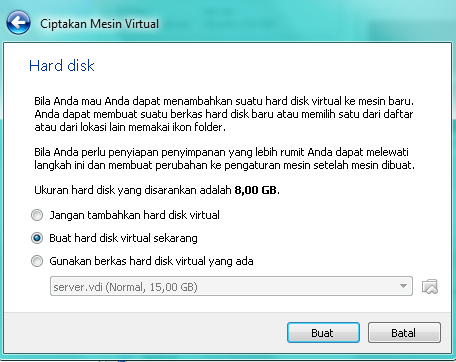 Ciptakan Mesin Virtual
Hard disk
Bila Anda mau Anda dapat menambahkan suatu hard disk virtual ke mesin baru.
Anda dapat membuat suatu berkas hard disk baru atau memilih satu dari daftar
atau dari lokasi lain memakai ikon folder.
Bila Anda perlu penyiapan penyimpanan yang lebih rumit Anda dapat melewati
langkah ini dan membuat perubahan ke pengaturan mesin setelah mesin dibuat.
Ukuran hard disk yang disarankan adalah 8,00 GB.
Jangan tambahkan hard disk virtual
Buat hard disk virtual sekarang
Gunakan berkas hard disk virtual yang ada
server.vdi (Normal, 15,00 GB)
Buat
Batal